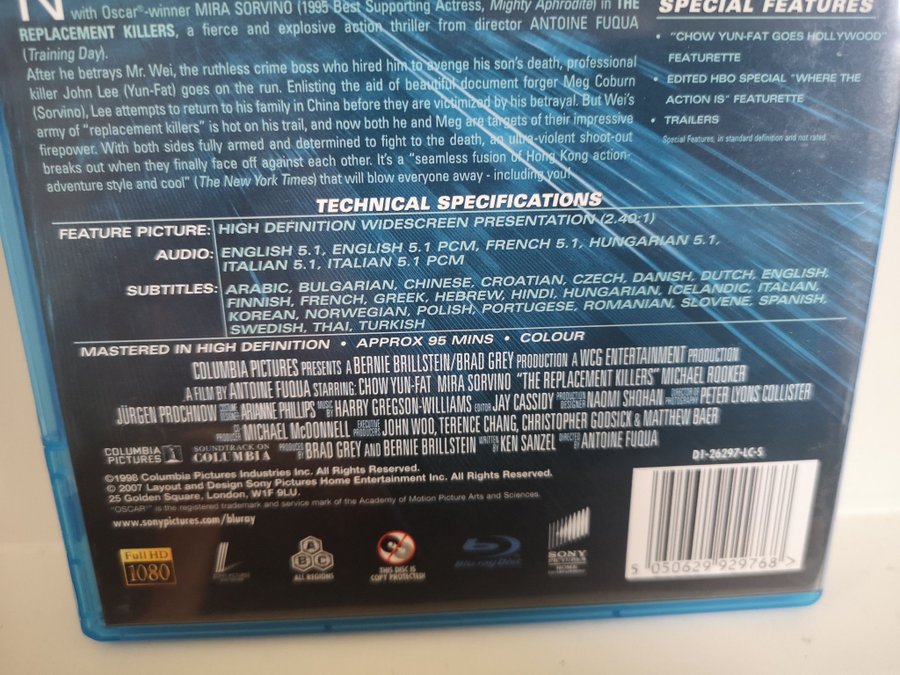 N with Oscar®-winner MIRA SORVINO (1995 Best Supporting Actress, Mighty Aphrodite) in THE
REPLACEMENT KILLERS, a fierce and explosive action thriller from director ANTOINE FUQUA
(Training Day).
After he betrays Mr. Wei, the ruthless crime boss who hired him to avenge his son's death, professional
killer John Lee (Yun-Fat) goes on the run. Enlisting the aid of beautiful document forger Meg Coburn
(Sorvino), Lee attempts to return to his family in China before they are victimized by his betrayal. But Wei's
army of "replacement killers" is hot on his trail, and now both he and Meg are targets of their impressive
firepower. With both sides fully armed and determined to fight to the death, an ultra-violent shoot-out
breaks out when they finally face off against each other. It's a "seamless fusion of Hong Kong action-
adventure style and cool" (The New York Times) that will blow everyone away - including you!
SPECIAL FEATURES
• "CHOW YUN-FAT GOES HOLLYWOOD"
FEATURETTE
• EDITED HBO SPECIAL "WHERE THE
ACTION IS" FEATURETTE
• TRAILERS
Special Features, in standard definition and not rated.
TECHNICAL SPECIFICATIONS
FEATURE PICTURE: HIGH DEFINITION WIDESCREEN PRESENTATION (2.40:1)
AUDIO: ENGLISH 5.1, ENGLISH 5.1 PCM, FRENCH 5.1, HUNGARIAN 5.1,
ITALIAN 5.1, ITALIAN 5.1 PCM
SUBTITLES: ARABIC, BULGARIAN, CHINESE, CROATIAN, CZECH, DANISH, DUTCH, ENGLISH,
FINNISH, FRENCH, GREEK, HEBREW, HINDI, HUNGARIAN, ICELANDIC, ITALIAN,
KOREAN, NORWEGIAN, POLISH, PORTUGESE, ROMANIAN, SLOVENE, SPANISH,
SWEDISH, THAI, TURKISH
MASTERED IN HIGH DEFINITION • APPROX 95 MINS • COLOUR
COLUMBIA PICTURES PRESENTS A BERNIE BRILLSTEIN/BRAD GREY PRODUCTION A WCG ENTERTAINMENT PRODUCTION
A FILM BY ANTOINE FUQUA STARRING: CHOW YUN-FAT MIRA SORVINO "THE REPLACEMENT KILLERS" MICHAEL ROOKER
JÜRGEN PROCHNOW COSTUME DESIGNER ARIANNE PHILLIPS MUSIC BY HARRY GREGSON-WILLIAMS EDITOR JAY CASSIDY PRODUCTION DESIGNER NAOMI SHOHAN DIRECTOR OF PHOTOGRAPHY PETER LYONS COLLISTER
CO-PRODUCER MICHAEL McDONNELL EXECUTIVE PRODUCERS JOHN WOO, TERENCE CHANG, CHRISTOPHER GODSICK & MATTHEW BAER
COLUMBIA PICTURES SOUNDTRACK ON COLUMBIA PRODUCED BY BRAD GREY AND BERNIE BRILLSTEIN WRITTEN BY KEN SANZEL DIRECTED BY ANTOINE FUQUA
D1-26297-LC-S
©1998 Columbia Pictures Industries Inc. All Rights Reserved.
© 2007 Layout and Design Sony Pictures Home Entertainment Inc. All Rights Reserved.
25 Golden Square, London, W1F 9LU.
"OSCAR®" is the registered trademark and service mark of the Academy of Motion Picture Arts and Sciences.
www.sonypictures.com/bluray
Full HD
1080
A
B C
ALL REGIONS
THIS DISC IS
COPY PROTECTED!
Blu-ray Disc
SONY
PICTURES
HOME
ENTERTAINMENT
5 050629 929768 >